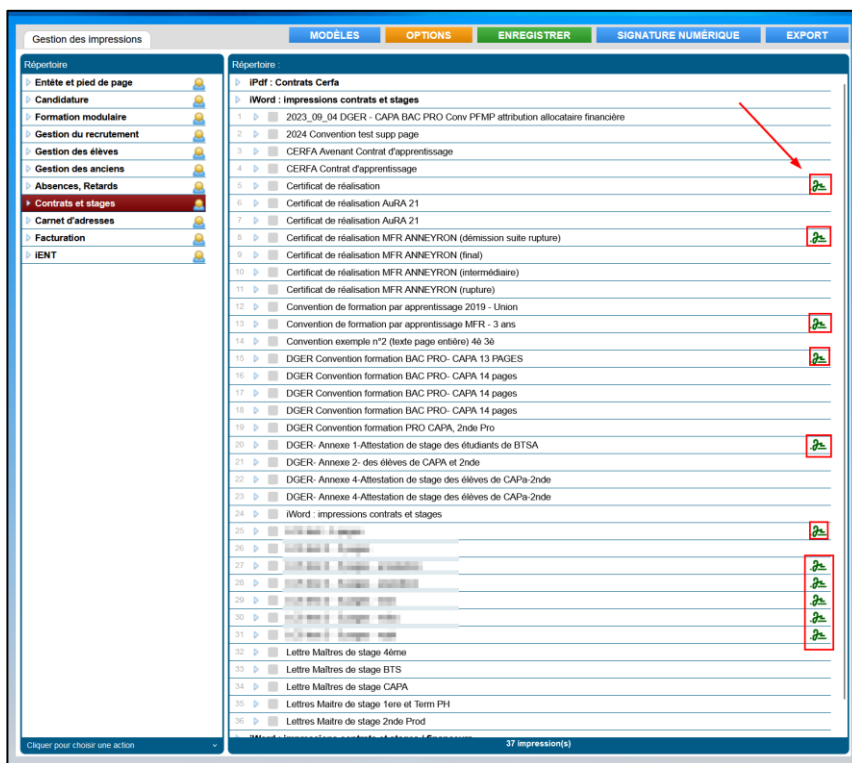 Gestion des impressions
MODÈLES
OPTIONS
ENREGISTRER
SIGNATURE NUMÉRIQUE
EXPORT
Répertoire
Entête et pied de page
Candidature
Formation modulaire
Gestion du recrutement
Gestion des élèves
Gestion des anciens
Absences, Retards
Contrats et stages
Carnet d'adresses
Facturation
iENT
Cliquer pour choisir une action
Répertoire :
iPdf : Contrats Cerfa
iWord : impressions contrats et stages
1 2023_09_04 DGER - CAPA BAC PRO Conv PFMP attribution allocataire financière
2 2024 Convention test supp page
3 CERFA Avenant Contrat d'apprentissage
4 CERFA Contrat d'apprentissage
5 Certificat de réalisation
6 Certificat de réalisation AuRA 21
7 Certificat de réalisation AuRA 21
8 Certificat de réalisation MFR ANNEYRON (démission suite rupture)
9 Certificat de réalisation MFR ANNEYRON (final)
10 Certificat de réalisation MFR ANNEYRON (intermédiaire)
11 Certificat de réalisation MFR ANNEYRON (rupture)
12 Convention de formation par apprentissage 2019 - Union
13 Convention de formation par apprentissage MFR - 3 ans
14 Convention exemple n°2 (texte page entière) 4è 3è
15 DGER Convention formation BAC PRO- CAPA 13 PAGES
16 DGER Convention formation BAC PRO- CAPA 14 pages
17 DGER Convention formation BAC PRO- CAPA 14 pages
18 DGER Convention formation BAC PRO- CAPA 14 pages
19 DGER Convention formation PRO CAPA, 2nde Pro
20 DGER- Annexe 1-Attestation de stage des étudiants de BTSA
21 DGER- Annexe 2- des élèves de CAPA et 2nde
22 DGER- Annexe 4-Attestation de stage des élèves de CAPa-2nde
23 DGER- Annexe 4-Attestation de stage des élèves de CAPa-2nde
24 iWord : impressions contrats et stages
25
26
27
28
29
30
31
32 Lettre Maîtres de stage 4ème
33 Lettre Maîtres de stage BTS
34 Lettre Maîtres de stage CAPA
35 Lettres Maitre de stage 1ere et Term PH
36 Lettres Maitre de stage 2nde Prod
iWord : impressions contrats et stages / financeurs
37 impression(s)